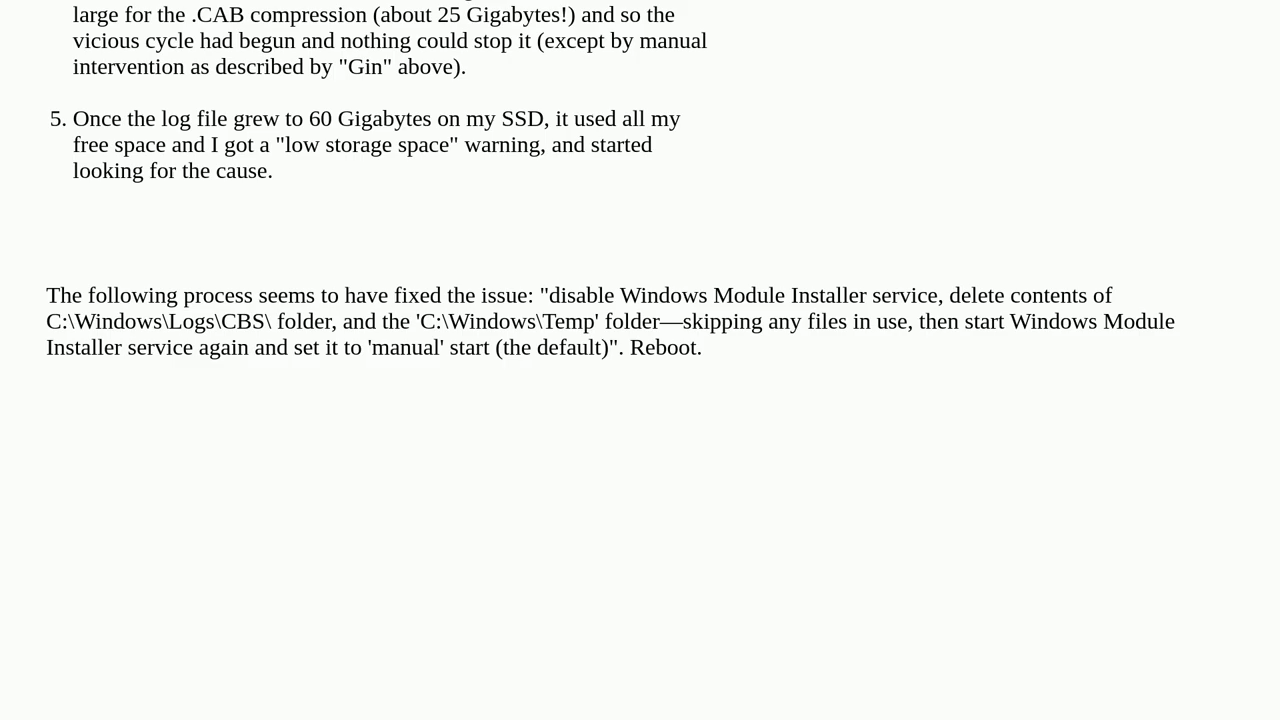 large for the .CAB compression (about 25 Gigabytes!) and so the
vicious cycle had begun and nothing could stop it (except by manual
intervention as described by "Gin" above).
5. Once the log file grew to 60 Gigabytes on my SSD, it used all my
free space and I got a "low storage space" warning, and started
looking for the cause.
The following process seems to have fixed the issue: "disable Windows Module Installer service, delete contents of
C:\Windows\Logs\CBS\ folder, and the 'C:\Windows\Temp' folder—skipping any files in use, then start Windows Module
Installer service again and set it to 'manual' start (the default)". Reboot.